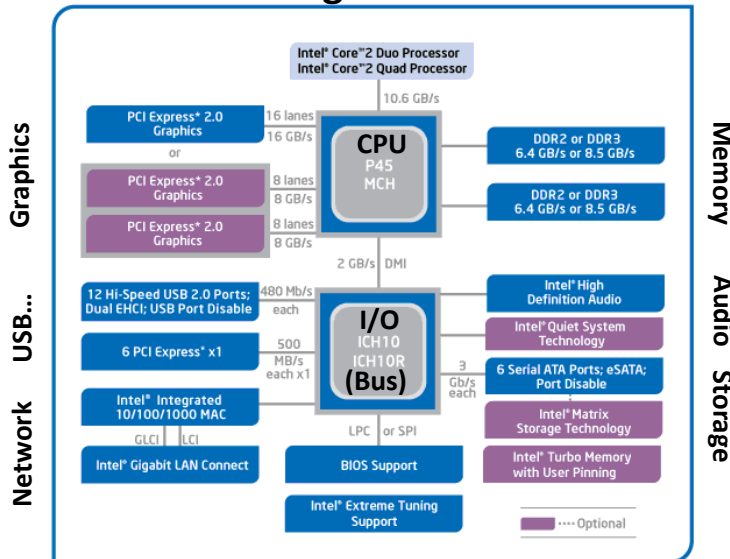 Intel® Core™2 Duo Processor
Intel® Core™2 Quad Processor
10.6 GB/s
PCI Express* 2.0
Graphics
16 lanes
16 GB/s
or
PCI Express* 2.0
Graphics
8 lanes
8 GB/s
PCI Express* 2.0
Graphics
8 lanes
8 GB/s
CPU
P45
MCH
DDR2 or DDR3
6.4 GB/s or 8.5 GB/s
DDR2 or DDR3
6.4 GB/s or 8.5 GB/s
Graphics
Memory
2 GB/s DMI
12 Hi-Speed USB 2.0 Ports;
Dual EHCI; USB Port Disable
480 Mb/s
each
6 PCI Express* x1
500
MB/s
each x1
Intel® Integrated
10/100/1000 MAC
GLCI LCI
Intel® Gigabit LAN Connect
USB...
Network
I/O
ICH10
ICH10R
(Bus)
Intel® High
Definition Audio
Intel® Quiet System
Technology
3
Gb/s
each
6 Serial ATA Ports; eSATA;
Port Disable
Intel® Matrix
Storage Technology
Intel® Turbo Memory
with User Pinning
Audio
Storage
LPC or SPI
BIOS Support
Intel® Extreme Tuning
Support
Optional